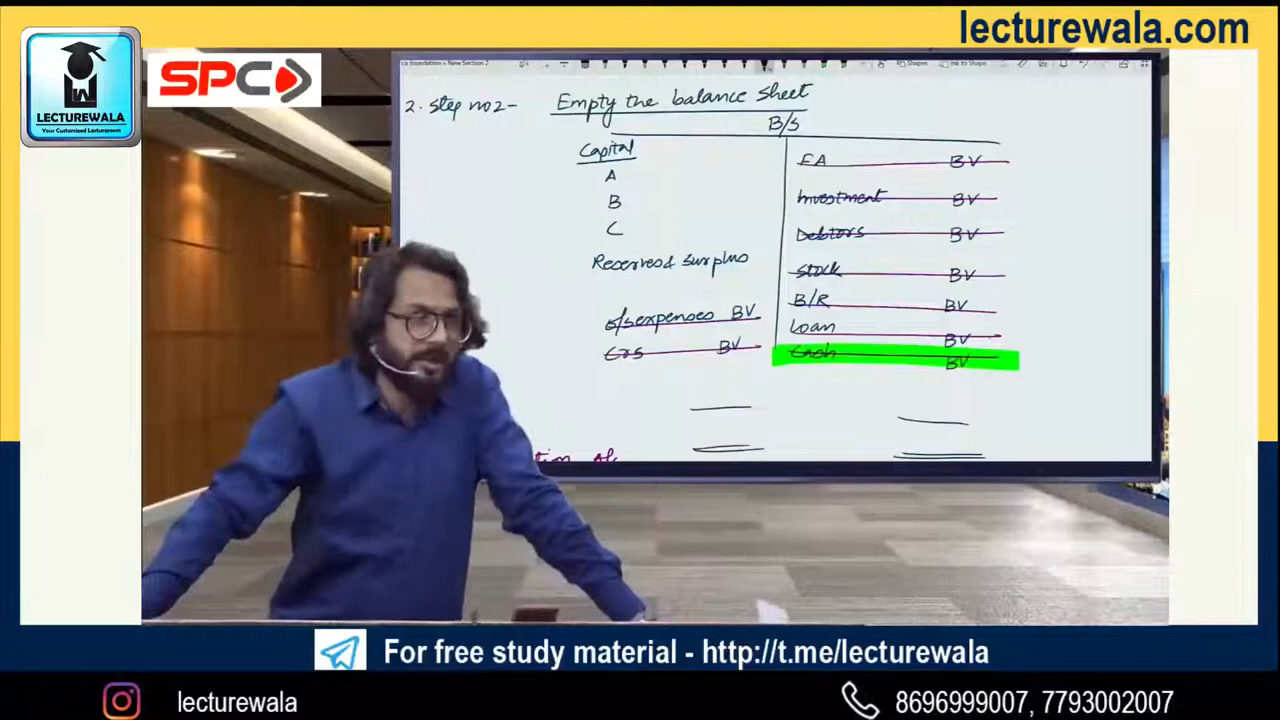 lecturewala.com
LECTUREWALA
Your Customised Lectureroom
SPC
2. Step no 2 - Empty the balance sheet
B/S
Capital
A
B
C
Reserves & surplus
o/s expenses BV
Crs BV
FA BV
Investment BV
Debtors BV
Stock BV
B/R BV
Loan BV
Cash BV
For free study material - http://t.me/lecturewala
lecturewala
8696999007, 7793002007